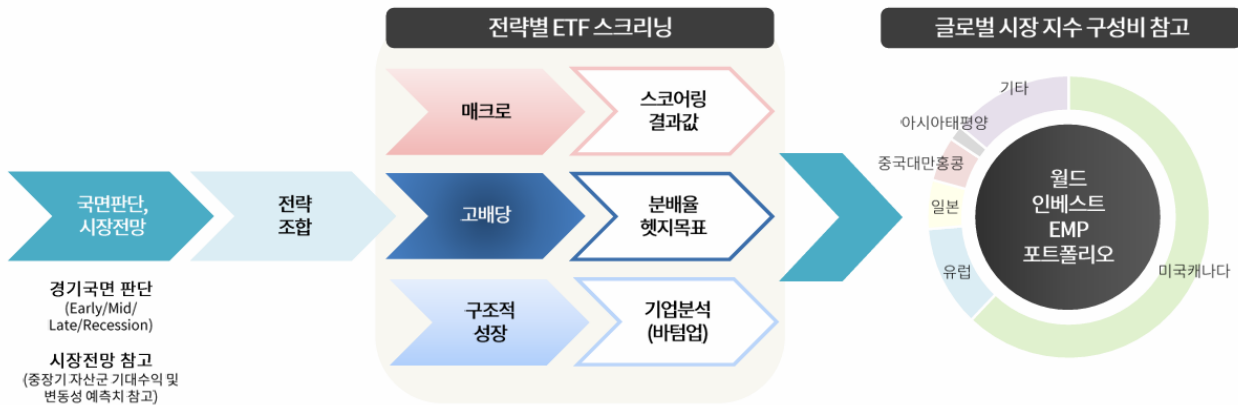 국면판단,
시장전망
경기국면 판단
(Early/Mid/
Late/Recession)
시장전망 참고
(중장기 자산군 기대수익 및
변동성 예측치 참고)
전략
조합
전략별 ETF 스크리닝
매크로
스코어링
결과값
고배당
분배율
헷지목표
구조적
성장
기업분석
(바텀업)
글로벌 시장 지수 구성비 참고
기타
아시아태평양
중국대만홍콩
일본
유럽
미국캐나다
월드
인베스트
EMP
포트폴리오